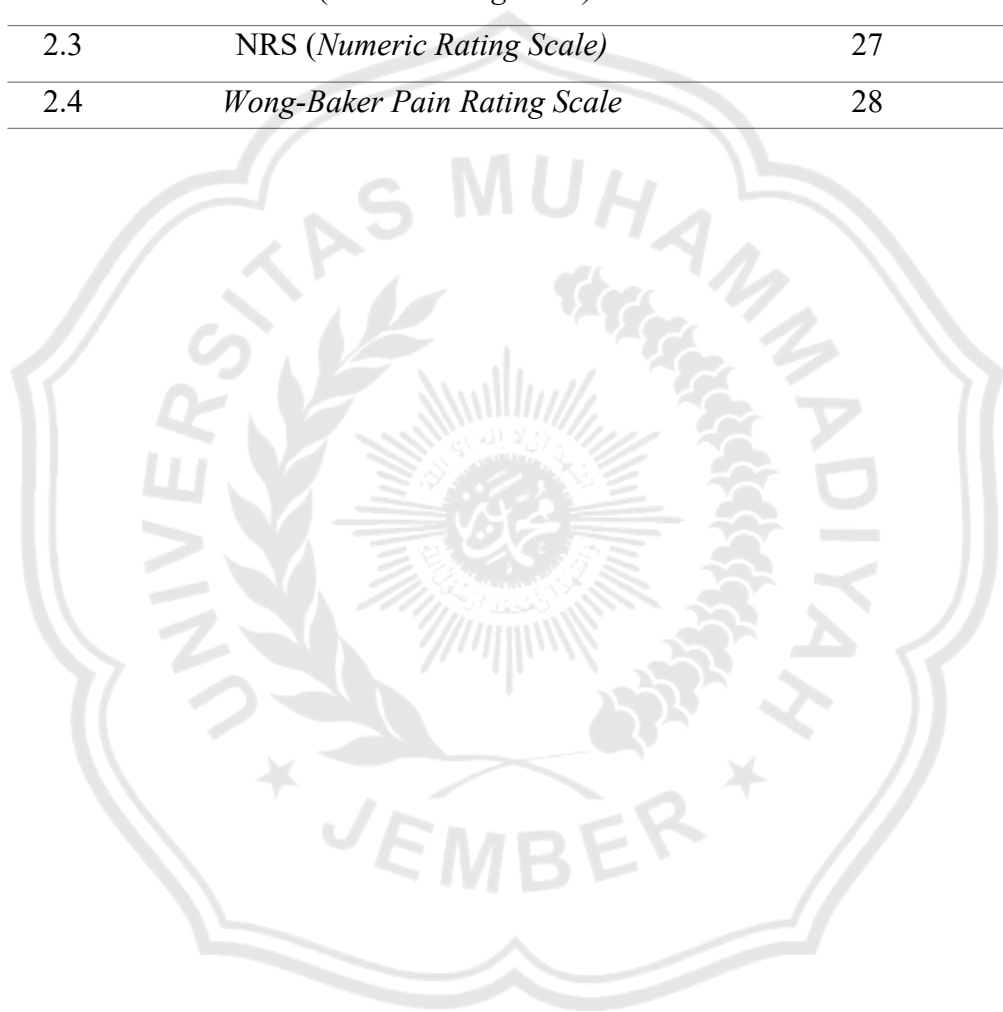 2.3 NRS (Numeric Rating Scale) 27
2.4 Wong-Baker Pain Rating Scale 28
UNIVERSITAS MUHAMMADIYAH
JEMBER